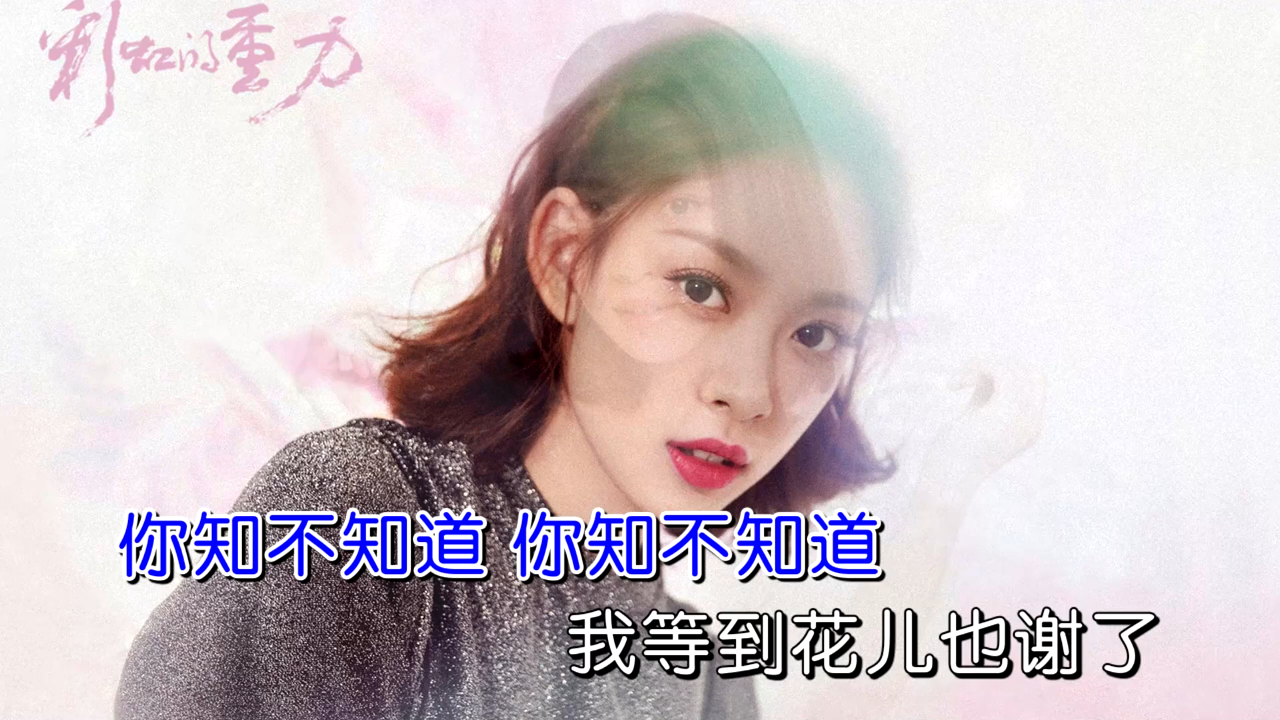 彩虹的重力
你知不知道 你知不知道
我等到花儿也谢了